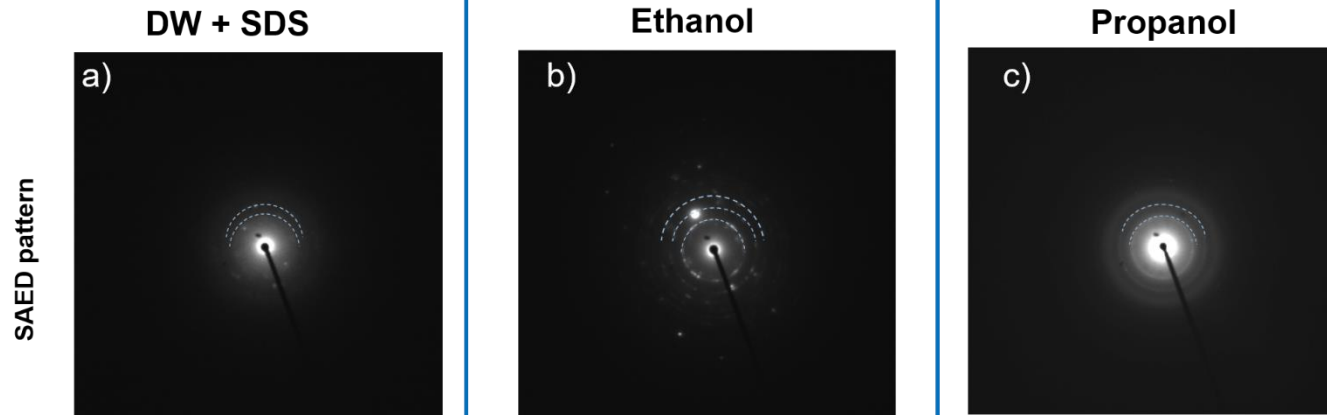 DW + SDS
Ethanol
Propanol
a)
b)
c)
SAED pattern